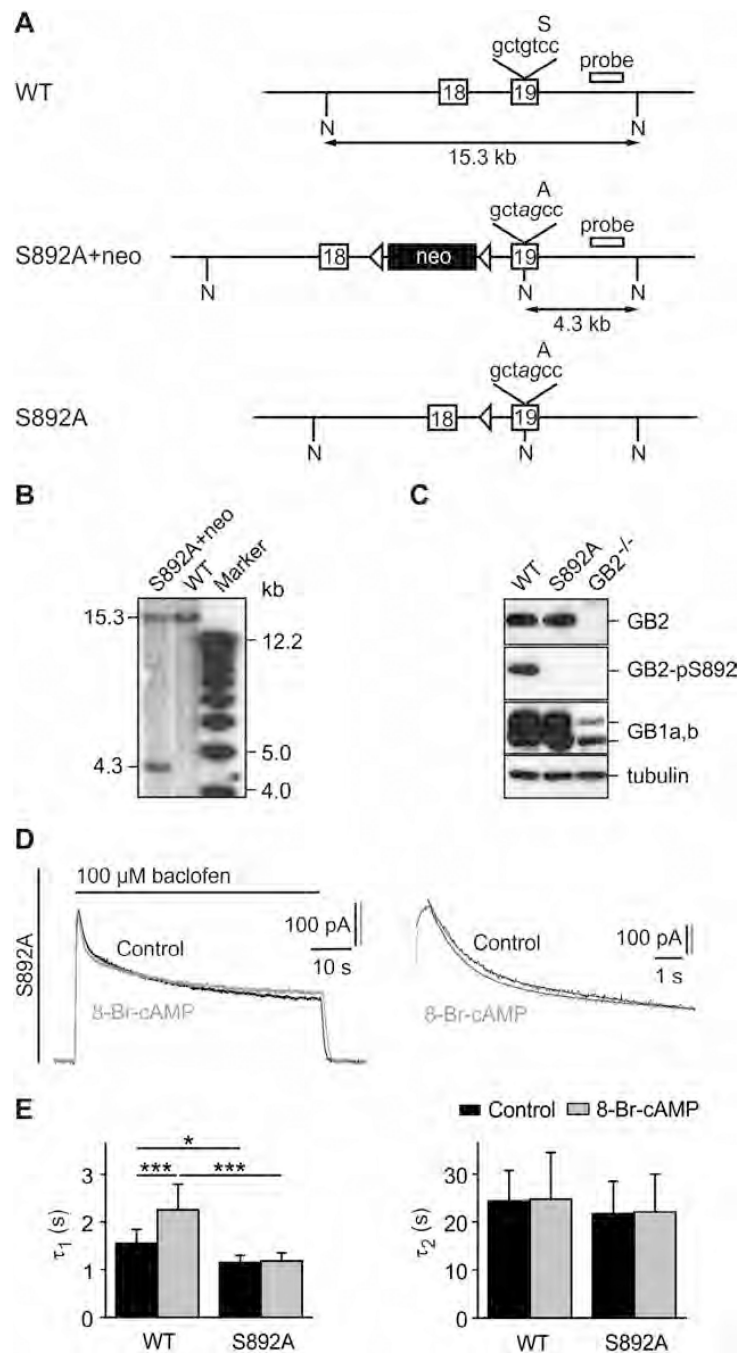 A
WT
S
gctgtcc
probe
18
19
N
N
15.3 kb
S892A+neo
A
gctagcc
probe
18
neo
19
N
N
N
4.3 kb
S892A
A
gctagcc
18
19
N
N
N
B
S892A+neo
WT
Marker
kb
15.3
12.2
5.0
4.3
4.0
C
WT
S892A
GB2-/-
GB2
GB2-pS892
GB1a,b
tubulin
D
S892A
100 µM baclofen
Control
8-Br-cAMP
100 pA
10 s
Control
8-Br-cAMP
100 pA
1 s
E
Control
8-Br-cAMP
*
***
***
τ1 (s)
3
2
1
0
WT
S892A
τ2 (s)
30
20
10
0
WT
S892A